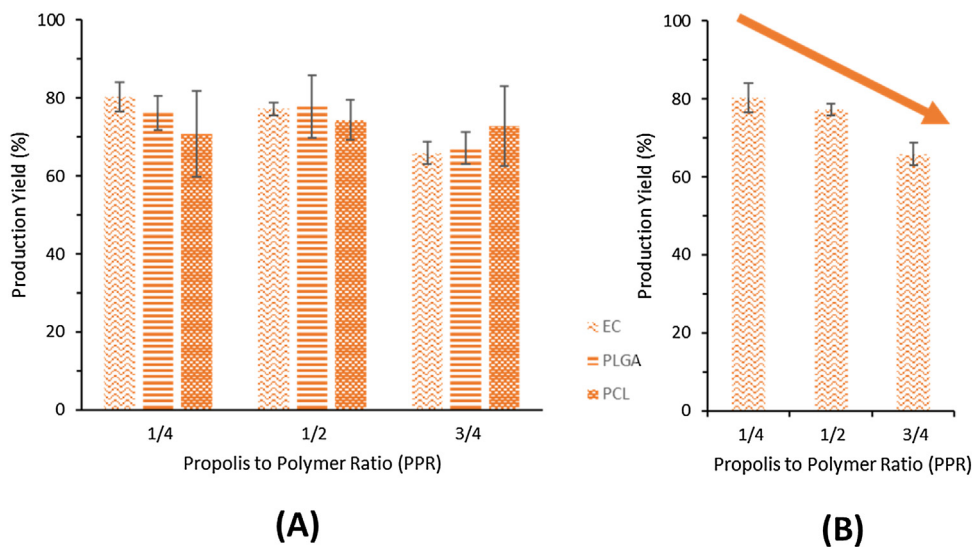 Production Yield (%)
100
80
60
40
20
0
1/4
1/2
3/4
Propolis to Polymer Ratio (PPR)
EC
PLGA
PCL
(A)
Production Yield (%)
100
80
60
40
20
0
1/4
1/2
3/4
Propolis to Polymer Ratio (PPR)
(B)